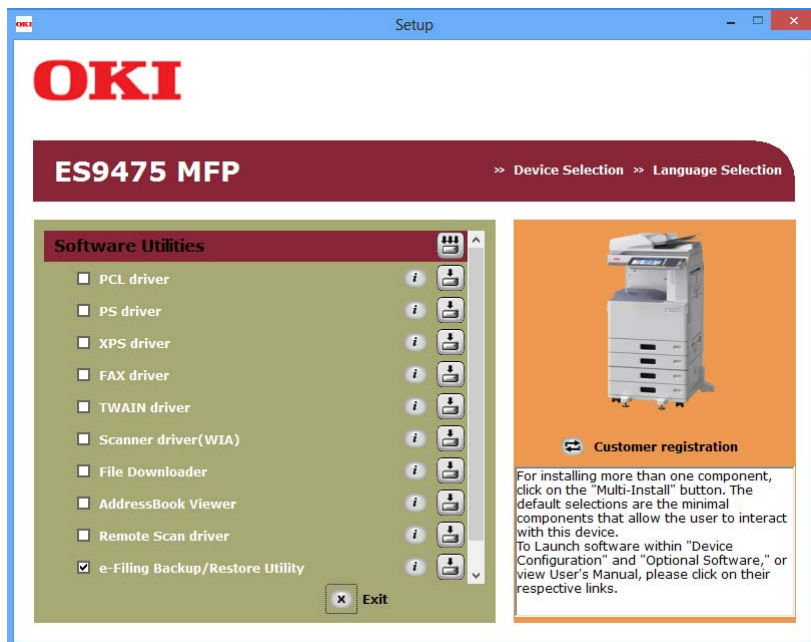 OKI
Setup
OKI
ES9475 MFP
>> Device Selection >> Language Selection
Software Utilities
PCL driver
PS driver
XPS driver
FAX driver
TWAIN driver
Scanner driver(WIA)
File Downloader
AddressBook Viewer
Remote Scan driver
e-Filing Backup/Restore Utility
x Exit
Customer registration
For installing more than one component,
click on the "Multi-Install" button. The
default selections are the minimal
components that allow the user to interact
with this device.
To Launch software within "Device
Configuration" and "Optional Software," or
view User's Manual, please click on their
respective links.